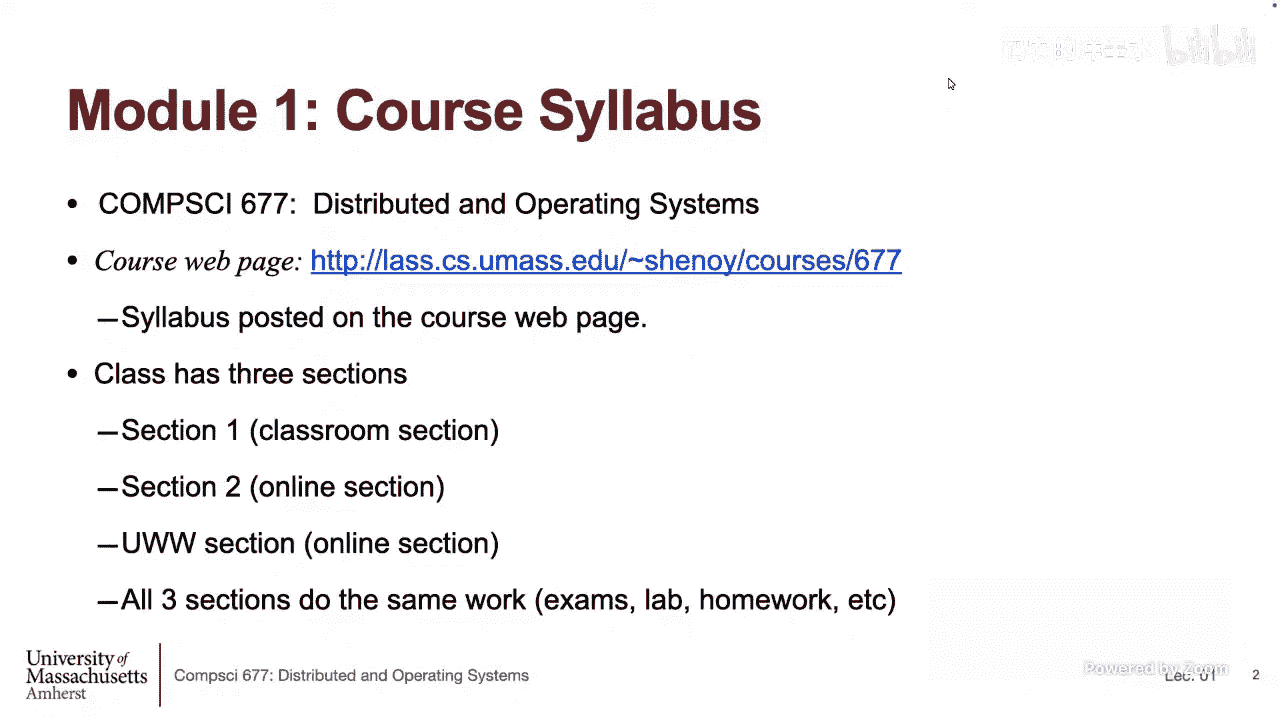 bilibili
Module 1: Course Syllabus
• COMPSCI 677: Distributed and Operating Systems
• Course web page: http://lass.cs.umass.edu/~shenoy/courses/677
–Syllabus posted on the course web page.
• Class has three sections
–Section 1 (classroom section)
–Section 2 (online section)
–UWW section (online section)
–All 3 sections do the same work (exams, lab, homework, etc)
University of
Massachusetts
Amherst
Compsci 677: Distributed and Operating Systems
Powered by Zoom
Lec. 01
2